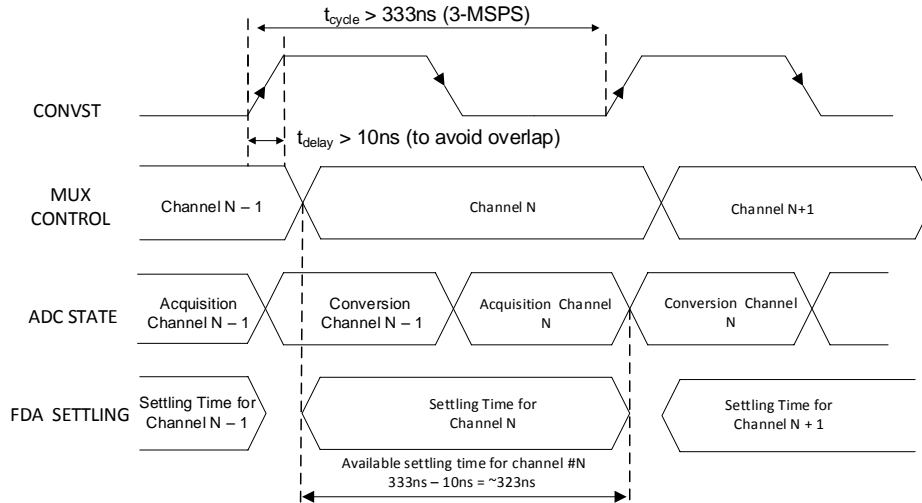 t_cycle > 333ns (3-MSPS)
CONVST
t_delay > 10ns (to avoid overlap)
MUX
CONTROL
Channel N – 1
Channel N
Channel N+1
ADC STATE
Acquisition
Channel N – 1
Conversion
Channel N – 1
Acquisition Channel
N
Conversion Channel
N
FDA SETTLING
Settling Time for
Channel N – 1
Settling Time for
Channel N
Settling Time for
Channel N + 1
Available settling time for channel #N
333ns – 10ns = ~323ns